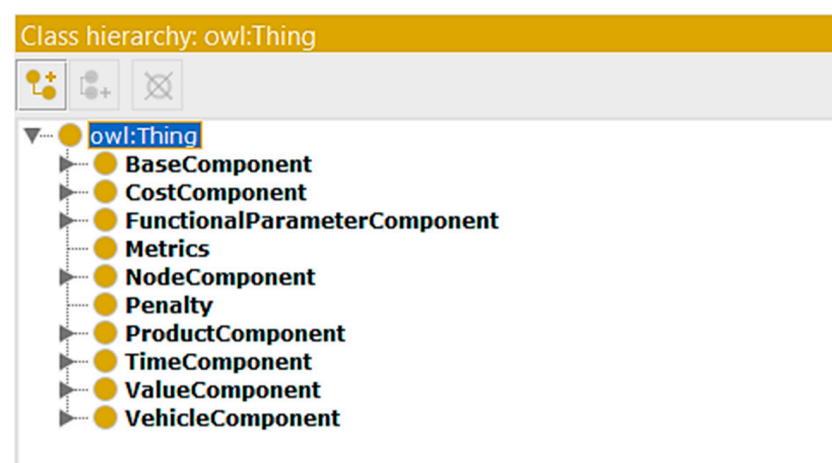 Class hierarchy: owl:Thing
owl:Thing
BaseComponent
CostComponent
FunctionalParameterComponent
Metrics
NodeComponent
Penalty
ProductComponent
TimeComponent
ValueComponent
VehicleComponent